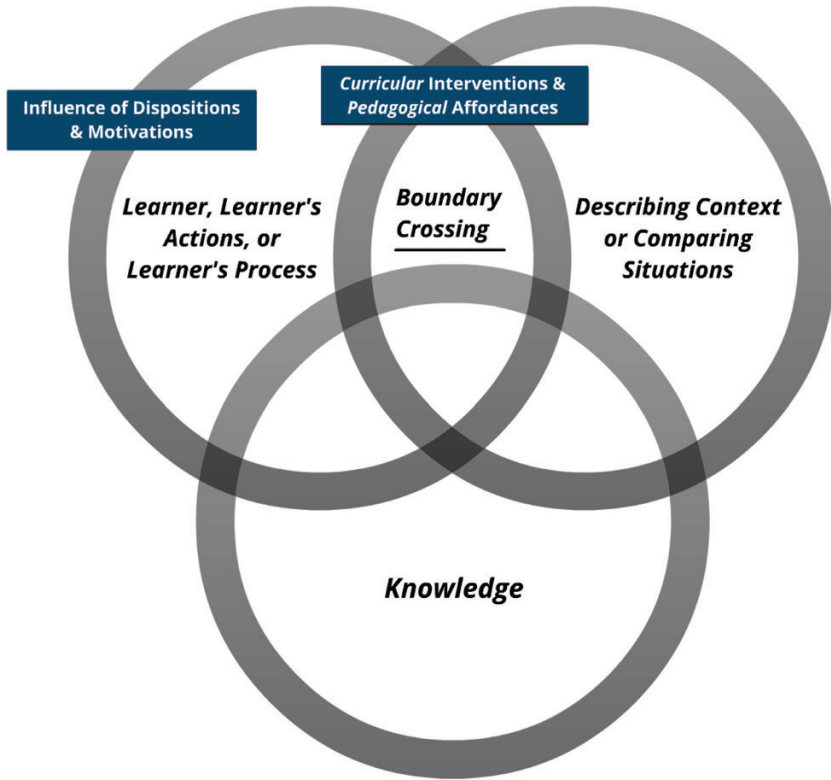 Influence of Dispositions
& Motivations
Curricular Interventions &
Pedagogical Affordances
Learner, Learner's
Actions, or
Learner's Process
Boundary
Crossing
Describing Context
or Comparing
Situations
Knowledge